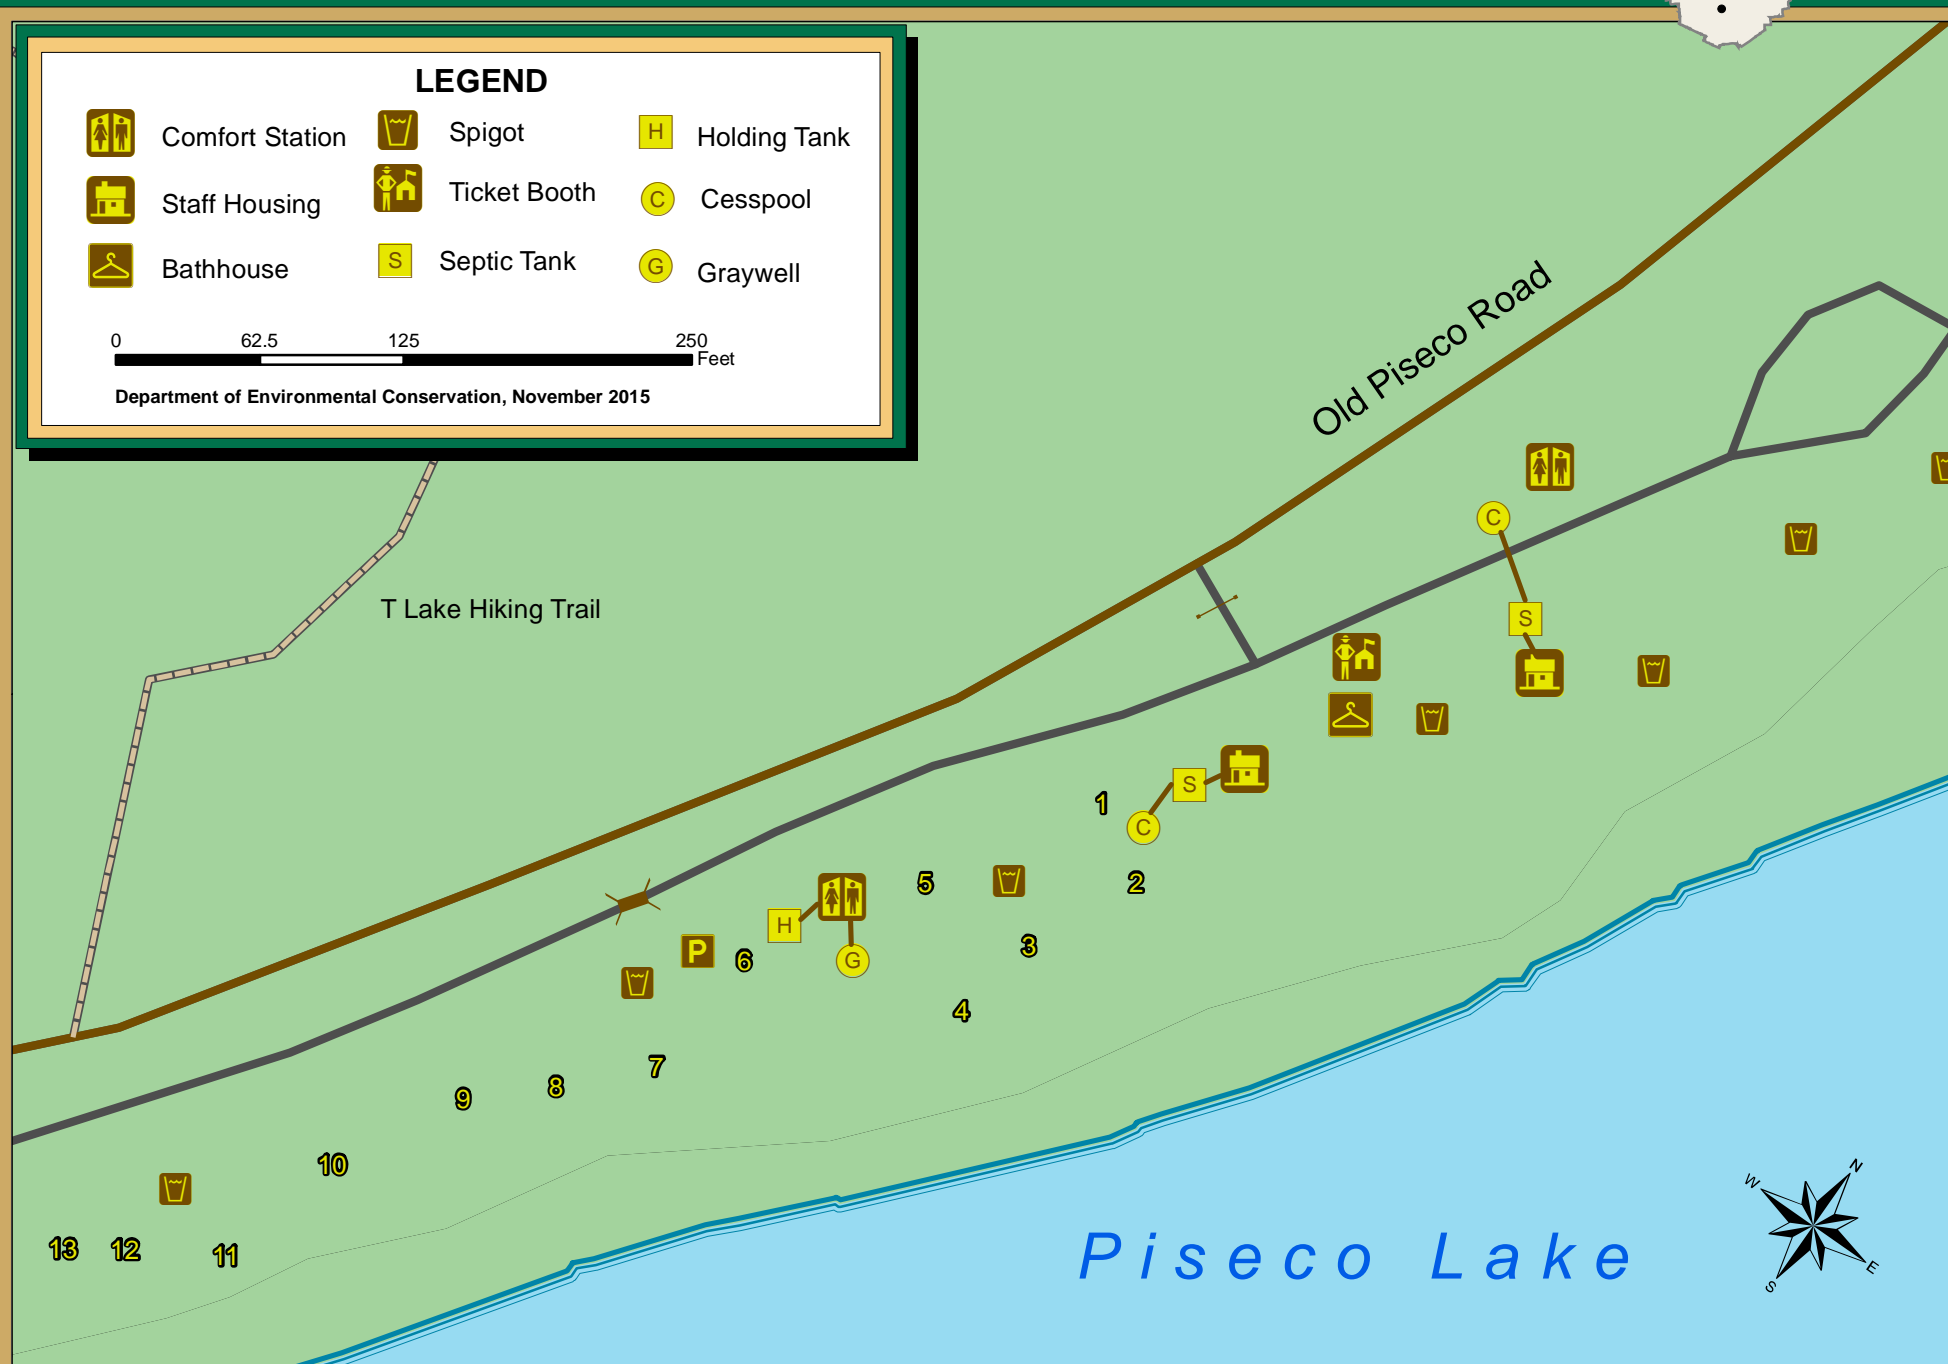 LEGEND
Comfort Station
Spigot
H Holding Tank
Staff Housing
Ticket Booth
C Cesspool
Bathhouse
S Septic Tank
G Graywell
0 62.5 125 250
Feet
Department of Environmental Conservation, November 2015
Old Piseco Road
C
T Lake Hiking Trail
S
S
1
C
5
2
H
P
6
G
3
4
7
8
9
10
13
12
11
Piseco Lake
N
W
E
S